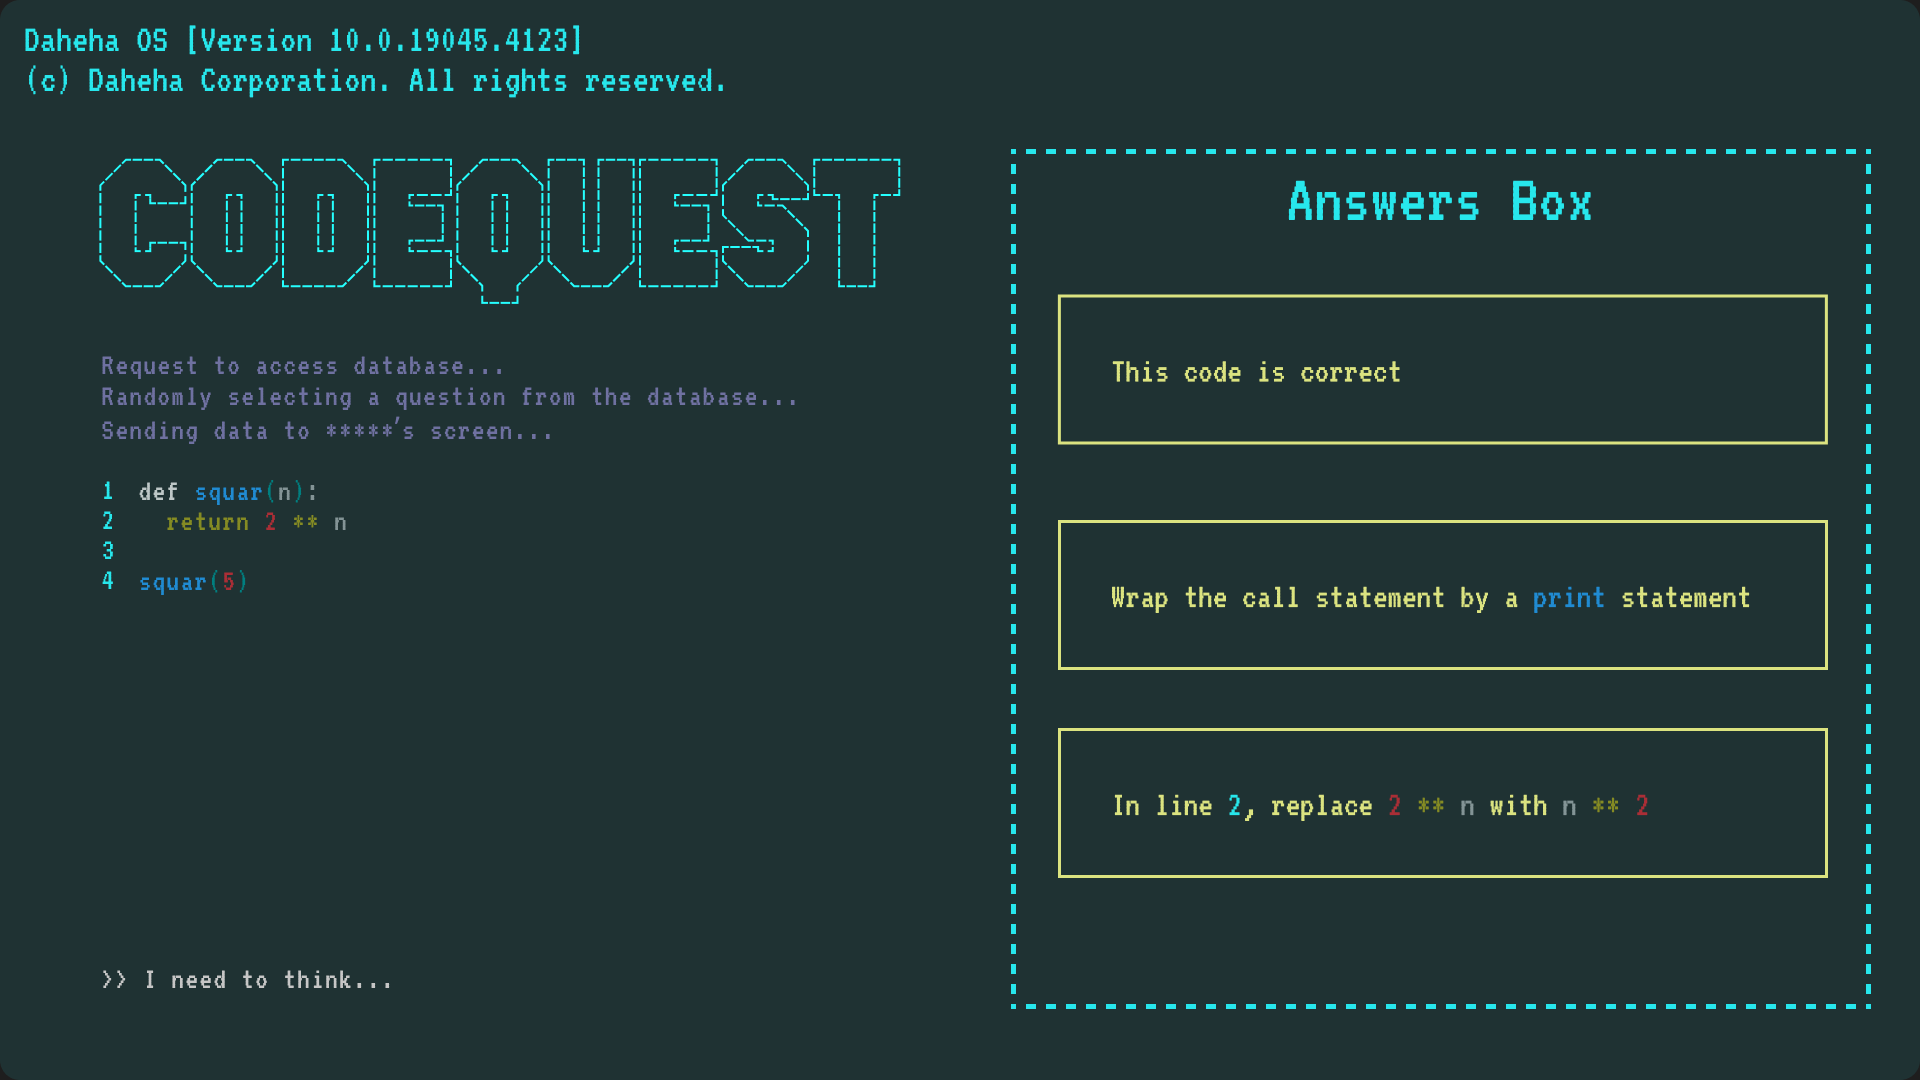 Daheha OS [Version 10.0.19045.4123]
(c) Daheha Corporation. All rights reserved.
CODEQUEST
Request to access database...
Randomly selecting a question from the database...
Sending data to *****'s screen...
1 def squar(n):
2   return 2 ** n
3
4 squar(5)
>> I need to think...
Answers Box
This code is correct
Wrap the call statement by a print statement
In line 2, replace 2 ** n with n ** 2